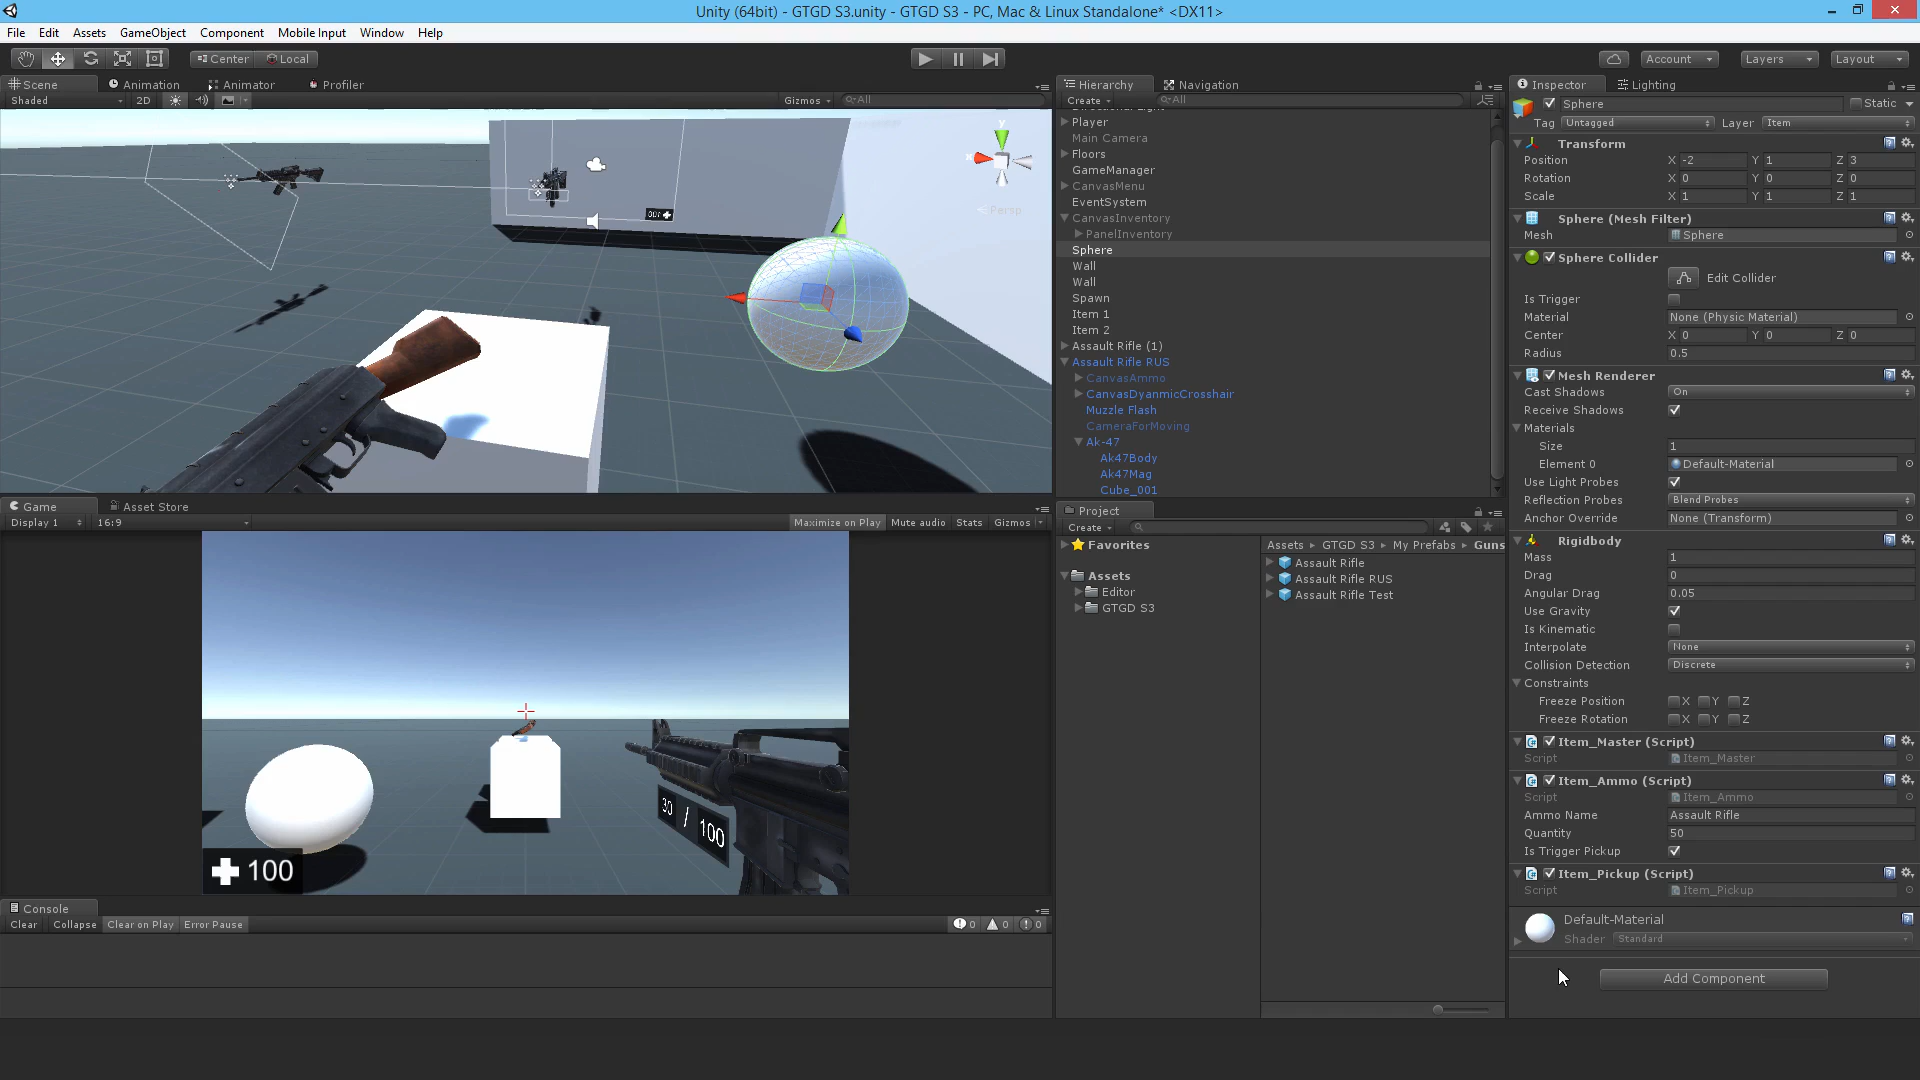 Unity (64bit) - GTGD S3.unity - GTGD S3 - PC, Mac & Linux Standalone* <DX11>
File Edit Assets GameObject Component Mobile Input Window Help
Center Local
Account Layers Layout
Scene Animation Animator Profiler
Shaded 2D Gizmos All
Persp
Game Asset Store
Display 1 16:9 Maximize on Play Mute audio Stats Gizmos
30 / 100
100
Console
Clear Collapse Clear on Play Error Pause 0 0 0
Hierarchy Navigation
Create All
Player
Main Camera
Floors
GameManager
CanvasMenu
EventSystem
CanvasInventory
PanelInventory
Sphere
Wall
Wall
Spawn
Item 1
Item 2
Assault Rifle (1)
Assault Rifle RUS
CanvasAmmo
CanvasDyanmicCrosshair
Muzzle Flash
CameraForMoving
Ak-47
Ak47Body
Ak47Mag
Cube_001
Project
Create
Favorites
Assets
Editor
GTGD S3
Assets GTGD S3 My Prefabs Guns
Assault Rifle
Assault Rifle RUS
Assault Rifle Test
Inspector Lighting
Sphere Static
Tag Untagged Layer Item
Transform
Position X -2 Y 1 Z 3
Rotation X 0 Y 0 Z 0
Scale X 1 Y 1 Z 1
Sphere (Mesh Filter)
Mesh Sphere
Sphere Collider
Edit Collider
Is Trigger
Material None (Physic Material)
Center X 0 Y 0 Z 0
Radius 0.5
Mesh Renderer
Cast Shadows On
Receive Shadows
Materials
Size 1
Element 0 Default-Material
Use Light Probes
Reflection Probes Blend Probes
Anchor Override None (Transform)
Rigidbody
Mass 1
Drag 0
Angular Drag 0.05
Use Gravity
Is Kinematic
Interpolate None
Collision Detection Discrete
Constraints
Freeze Position X Y Z
Freeze Rotation X Y Z
Item_Master (Script)
Script Item_Master
Item_Ammo (Script)
Script Item_Ammo
Ammo Name Assault Rifle
Quantity 50
Is Trigger Pickup
Item_Pickup (Script)
Script Item_Pickup
Default-Material
Shader Standard
Add Component